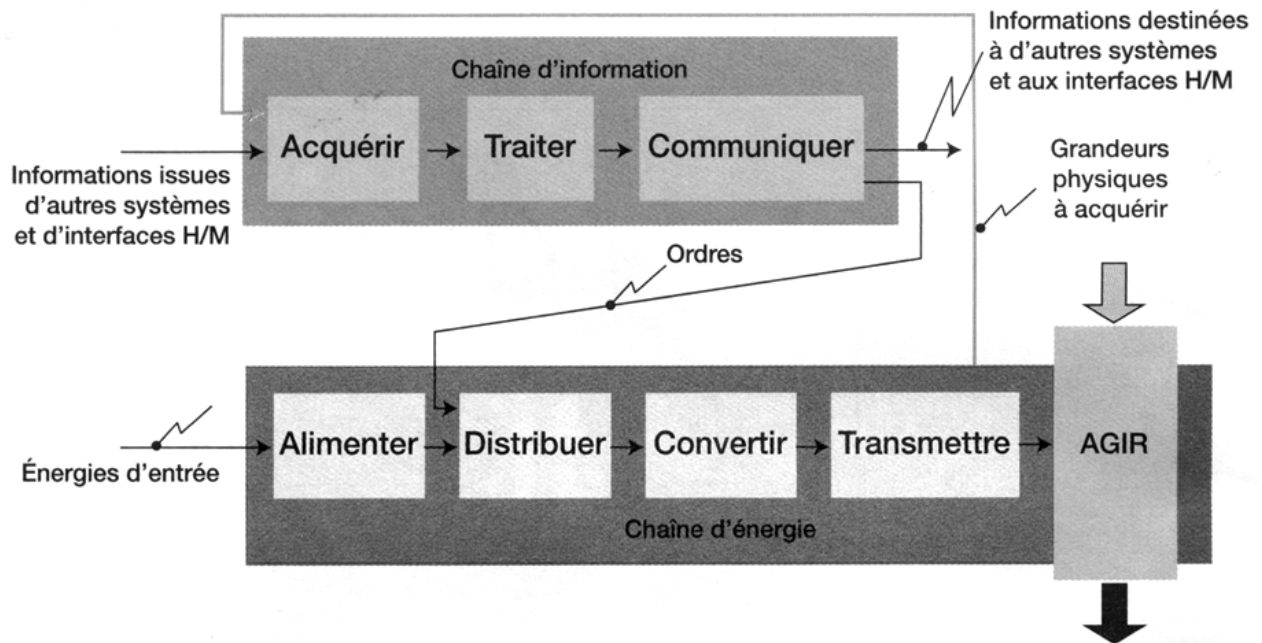 Informations destinées
à d'autres systèmes
et aux interfaces H/M
Chaîne d'information
Acquérir
Traiter
Communiquer
Grandeurs
physiques
à acquérir
Informations issues
d'autres systèmes
et d'interfaces H/M
Ordres
Alimenter
Distribuer
Convertir
Transmettre
AGIR
Énergies d'entrée
Chaîne d'énergie